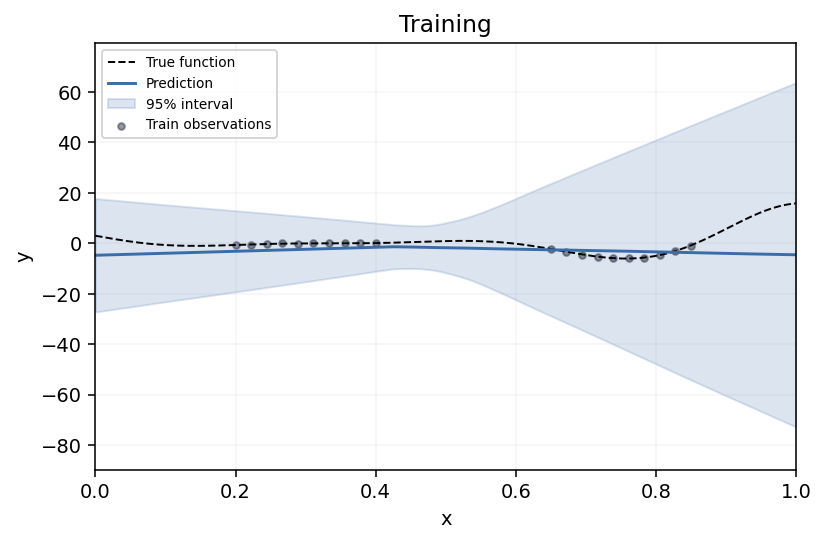 Training
True function
Prediction
95% interval
Train observations
60
40
20
0
−20
−40
−60
−80
y
0.0 0.2 0.4 0.6 0.8 1.0
x